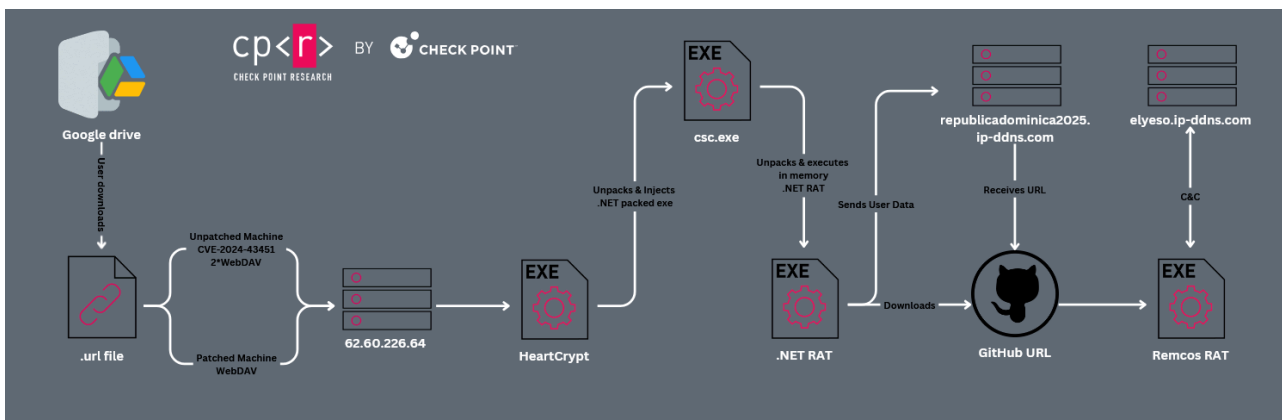 cp<r>
CHECK POINT RESEARCH
BY
CHECK POINT
Google drive
User downloads
.url file
Unpatched Machine
CVE-2024-43451
2*WebDAV
Patched Machine
WebDAV
62.60.226.64
EXE
HeartCrypt
Unpacks & Injects
.NET packed exe
EXE
csc.exe
Unpacks & executes
in memory
.NET RAT
EXE
.NET RAT
Sends User Data
Downloads
republicadominica2025.
ip-ddns.com
Receives URL
GitHub URL
elyeso.ip-ddns.com
C&C
EXE
Remcos RAT